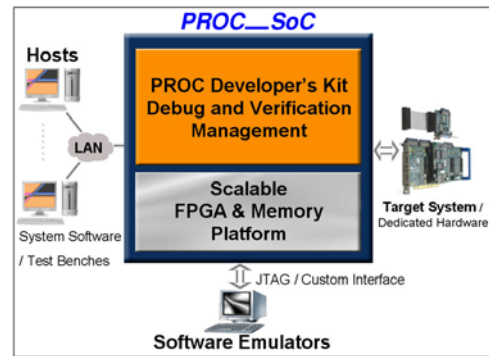 PROC__SoC
Hosts
LAN
System Software
/ Test Benches
PROC Developer's Kit
Debug and Verification
Management
Scalable
FPGA & Memory
Platform
Target System /
Dedicated Hardware
JTAG / Custom Interface
Software Emulators